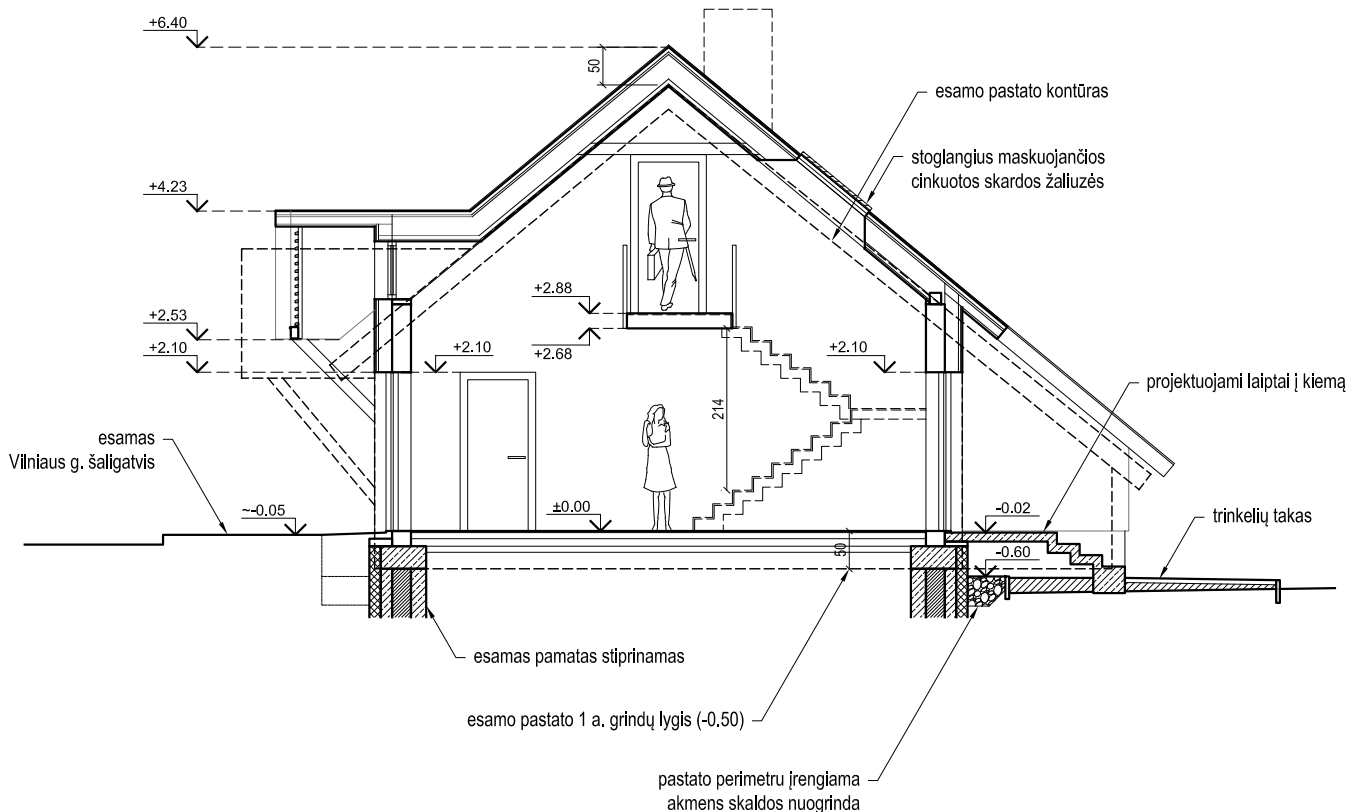 +6.40
50
esamo pastato kontūras
stoglangius maskuojančios
cinkuotos skardos žaliuzės
+4.23
+2.88
+2.53
+2.68
+2.10
+2.10
+2.10
projektuojami laiptai į kiemą
214
esamas
Vilniaus g. šaligatvis
~-0.05
±0.00
-0.02
trinkelių takas
50
-0.60
esamas pamatas stiprinamas
esamo pastato 1 a. grindų lygis (-0.50)
pastato perimetru įrengiama
akmens skaldos nuogrinda